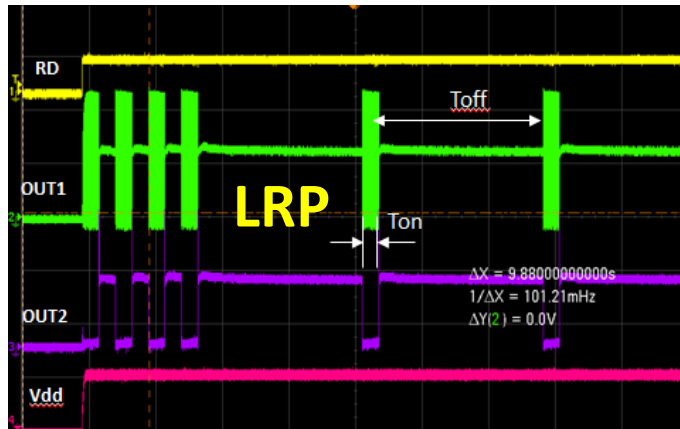 RD
Toff
OUT1
LRP
Ton
ΔX = 9.88000000000s
1/ΔX = 101.21mHz
ΔY(2) = 0.0V
OUT2
Vdd